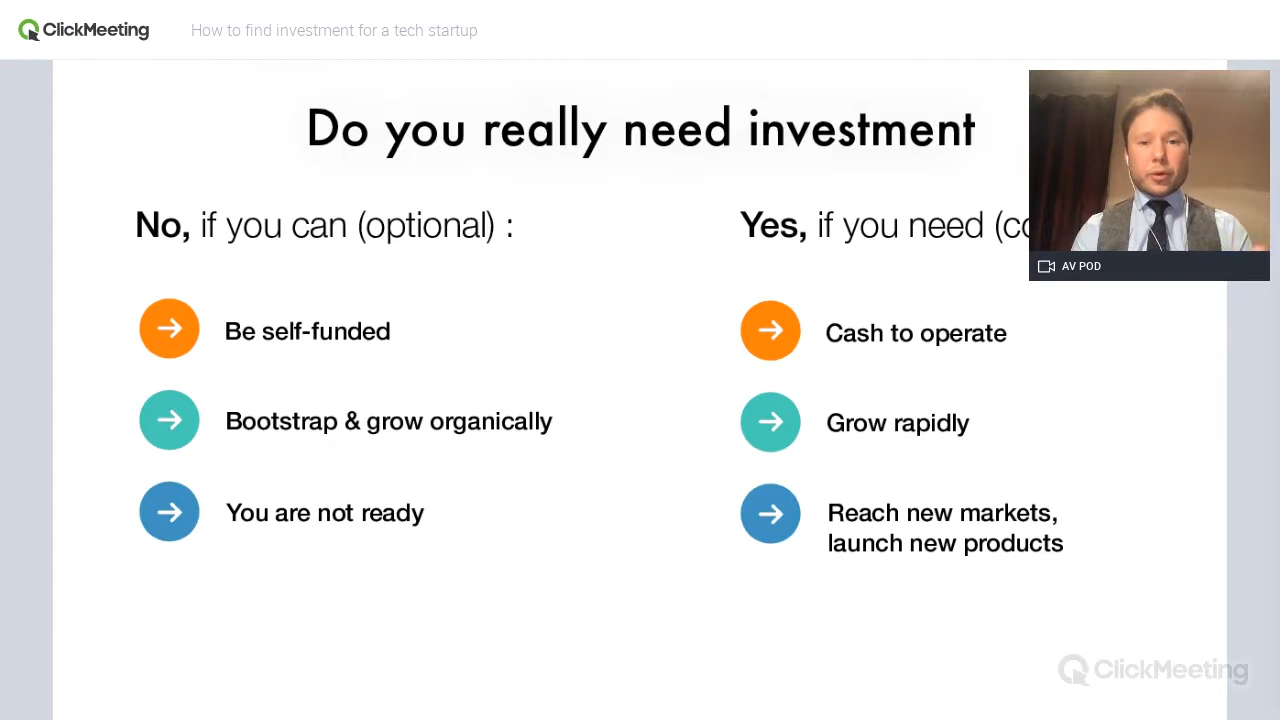 ClickMeeting
How to find investment for a tech startup
Do you really need investment
No, if you can (optional) :
Yes, if you need
AV POD
Be self-funded
Cash to operate
Bootstrap & grow organically
Grow rapidly
You are not ready
Reach new markets,
launch new products
ClickMeeting